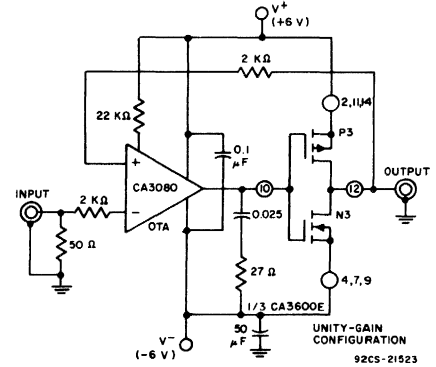 V+
(+6 V)
2 KΩ
22 KΩ
2,11,14
P3
0.1
μF
+
CA3080
10
12
OUTPUT
INPUT
2 KΩ
-
OTA
0.025
N3
50
Ω
27
Ω
4,7,9
1/3 CA3600E
V-
(-6 V)
50
μF
UNITY-GAIN
CONFIGURATION
92CS-21523